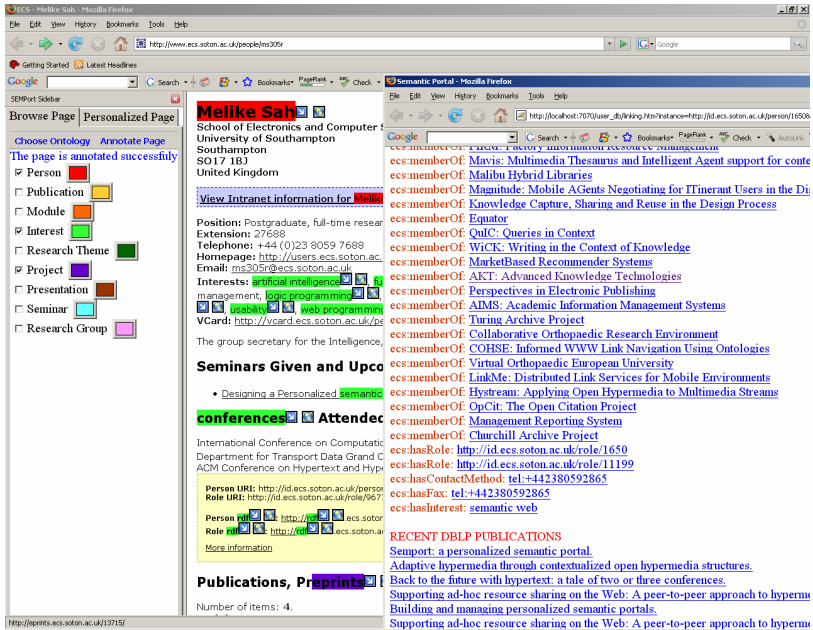 ECS - Melike Sah - Mozilla Firefox
File Edit View History Bookmarks Tools Help
http://www.ecs.soton.ac.uk/people/ms305r
Google
Getting Started Latest Headlines
Google Search Bookmarks PageRank Check
SEMPort Sidebar
Browse Page Personalized Page
Choose Ontology Annotate Page
The page is annotated successfuly
Person
Publication
Module
Interest
Research Theme
Project
Presentation
Seminar
Research Group
Melike Sah
School of Electronics and Computer
University of Southampton
Southampton
SO17 1BJ
United Kingdom
View Intranet information for Melik
Position: Postgraduate, full-time resear
Extension: 27688
Telephone: +44 (0)23 8059 7688
Homepage: http://users.ecs.soton.ac.
Email: ms305r@ecs.soton.ac.uk
Interests: artificial intelligence, fu
management, logic programming,
, usability, web programming
VCard: http://vcard.ecs.soton.ac.uk/pe
The group secretary for the Intelligence,
Seminars Given and Upco
Designing a Personalized semantic
conferences Attended
International Conference on Computatio
Department for Transport Data Grand C
ACM Conference on Hypertext and Hype
Person URI: http://id.ecs.soton.ac.uk/person
Role URI: http://id.ecs.soton.ac.uk/role/967
Person rdf: http://rdf.ecs.soton
Role rdf: http://rdf.ecs.soton.a
More information
Publications, Preprints
Number of items: 4.
http://eprints.ecs.soton.ac.uk/13715/
Semantic Portal - Mozilla Firefox
File Edit View History Bookmarks Tools Help
http://localhost:7070/user_db/linking.htm?instance=http://id.ecs.soton.ac.uk/person/1650&
Google Search Bookmarks PageRank Check AutoLink
ecs:memberOf: FIRM: Factory Information Resource Management
ecs:memberOf: Mavis: Multimedia Thesaurus and Intelligent Agent support for conte
ecs:memberOf: Malibu Hybrid Libraries
ecs:memberOf: Magnitude: Mobile AGents Negotiating for ITinerant Users in the Di
ecs:memberOf: Knowledge Capture, Sharing and Reuse in the Design Process
ecs:memberOf: Equator
ecs:memberOf: QuIC: Queries in Context
ecs:memberOf: WiCK: Writing in the Context of Knowledge
ecs:memberOf: MarketBased Recommender Systems
ecs:memberOf: AKT: Advanced Knowledge Technologies
ecs:memberOf: Perspectives in Electronic Publishing
ecs:memberOf: AIMS: Academic Information Management Systems
ecs:memberOf: Turing Archive Project
ecs:memberOf: Collaborative Orthopaedic Research Environment
ecs:memberOf: COHSE: Informed WWW Link Navigation Using Ontologies
ecs:memberOf: Virtual Orthopaedic European University
ecs:memberOf: LinkMe: Distributed Link Services for Mobile Environments
ecs:memberOf: Hystream: Applying Open Hypermedia to Multimedia Streams
ecs:memberOf: OpCit: The Open Citation Project
ecs:memberOf: Management Reporting System
ecs:memberOf: Churchill Archive Project
ecs:hasRole: http://id.ecs.soton.ac.uk/role/1650
ecs:hasRole: http://id.ecs.soton.ac.uk/role/11199
ecs:hasContactMethod: tel:+442380592865
ecs:hasFax: tel:+442380592865
ecs:hasInterest: semantic web
RECENT DBLP PUBLICATIONS
Semport: a personalized semantic portal.
Adaptive hypermedia through contextualized open hypermedia structures.
Back to the future with hypertext: a tale of two or three conferences.
Supporting ad-hoc resource sharing on the Web: A peer-to-peer approach to hyperme
Building and managing personalized semantic portals.
Supporting ad-hoc resource sharing on the Web: A peer-to-peer approach to hyperme